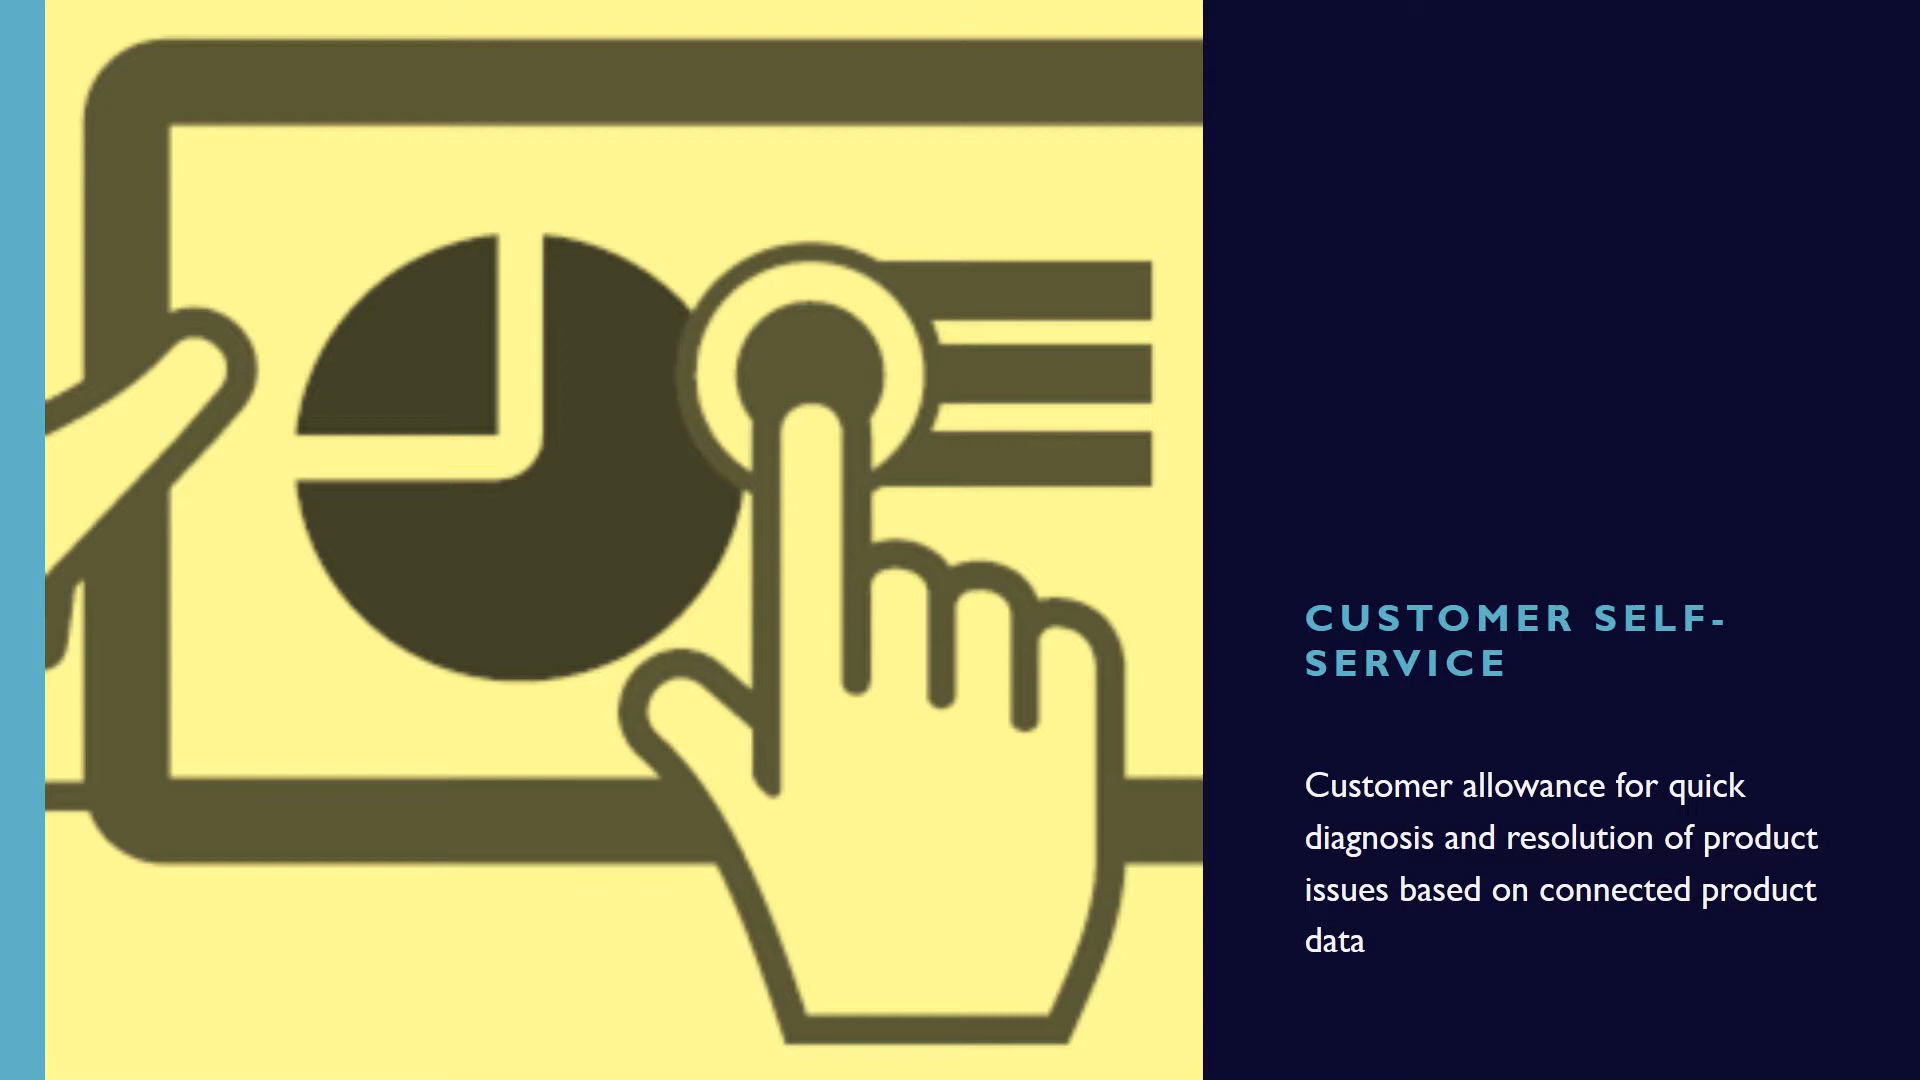 CUSTOMER SELF-
SERVICE
Customer allowance for quick
diagnosis and resolution of product
issues based on connected product
data